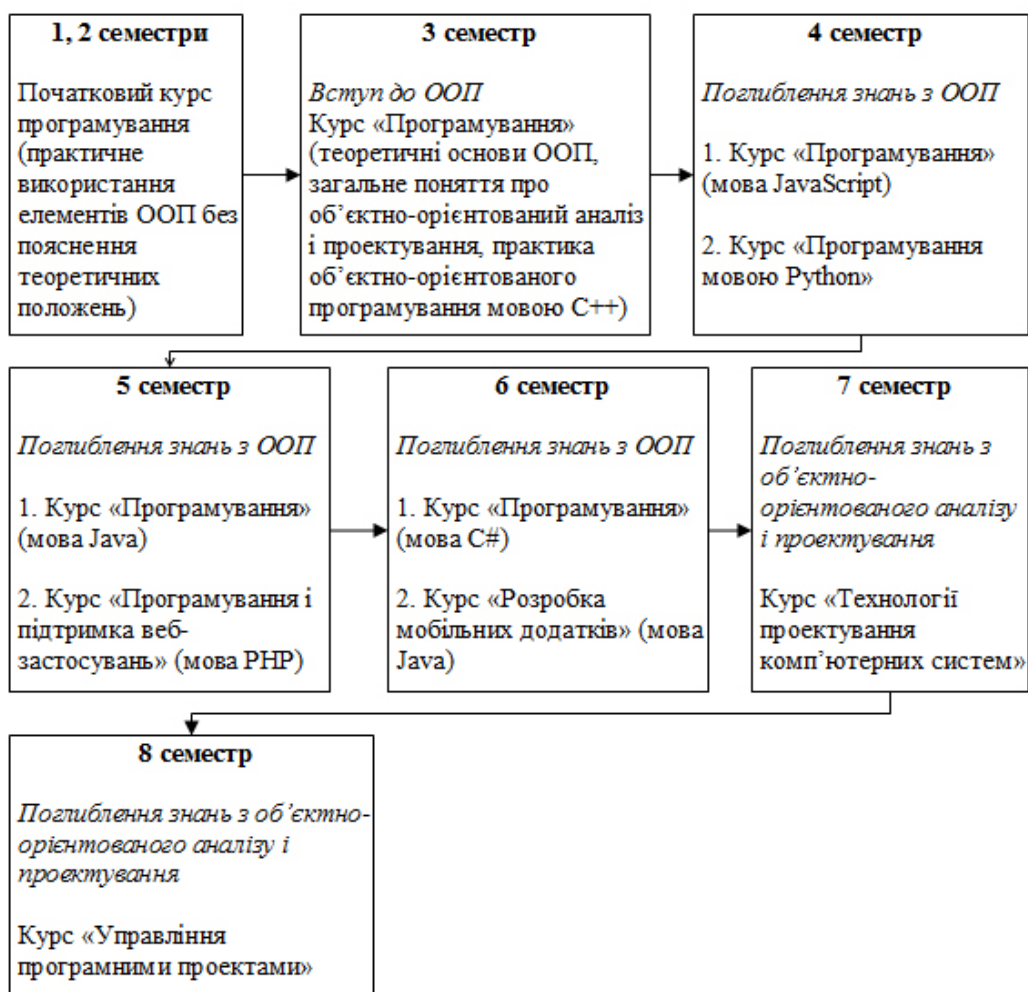 1, 2 семестри
Початковий курс
програмування
(практичне
використання
елементів ООП без
пояснення
теоретичних
положень)
3 семестр
Вступ до ООП
Курс «Програмування»
(теоретичні основи ООП,
загальне поняття про
об’єктно-орієнтований аналіз
і проектування, практика
об’єктно-орієнтованого
програмування мовою C++)
4 семестр
Поглиблення знань з ООП
1. Курс «Програмування»
(мова JavaScript)
2. Курс «Програмування
мовою Python»
5 семестр
Поглиблення знань з ООП
1. Курс «Програмування»
(мова Java)
2. Курс «Програмування і
підтримка веб-
застосувань» (мова PHP)
6 семестр
Поглиблення знань з ООП
1. Курс «Програмування»
(мова C#)
2. Курс «Розробка
мобільних додатків» (мова
Java)
7 семестр
Поглиблення знань з
об’єктно-
орієнтованого аналізу
і проектування
Курс «Технології
проектування
комп’ютерних систем»
8 семестр
Поглиблення знань з об’єктно-
орієнтованого аналізу і
проектування
Курс «Управління
програмними проектами»